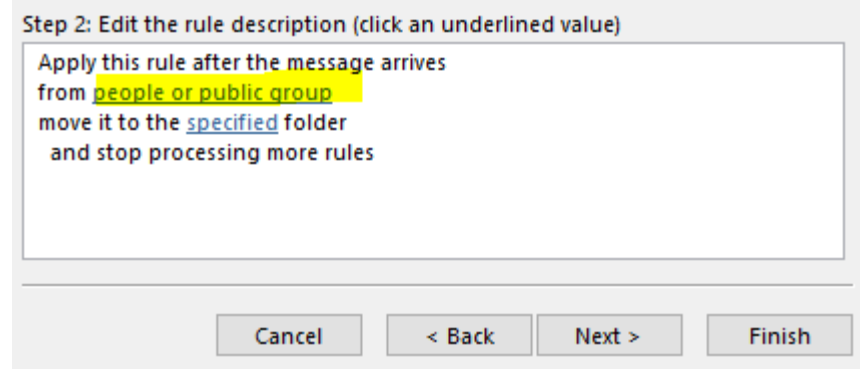 Step 2: Edit the rule description (click an underlined value)
Apply this rule after the message arrives
from people or public group
move it to the specified folder
and stop processing more rules
Cancel
< Back
Next >
Finish